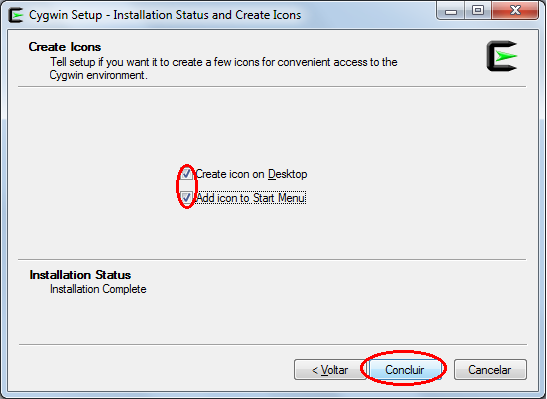 Cygwin Setup - Installation Status and Create Icons
Create Icons
Tell setup if you want it to create a few icons for convenient access to the
Cygwin environment.
Create icon on Desktop
Add icon to Start Menu
Installation Status
Installation Complete
< Voltar
Concluir
Cancelar